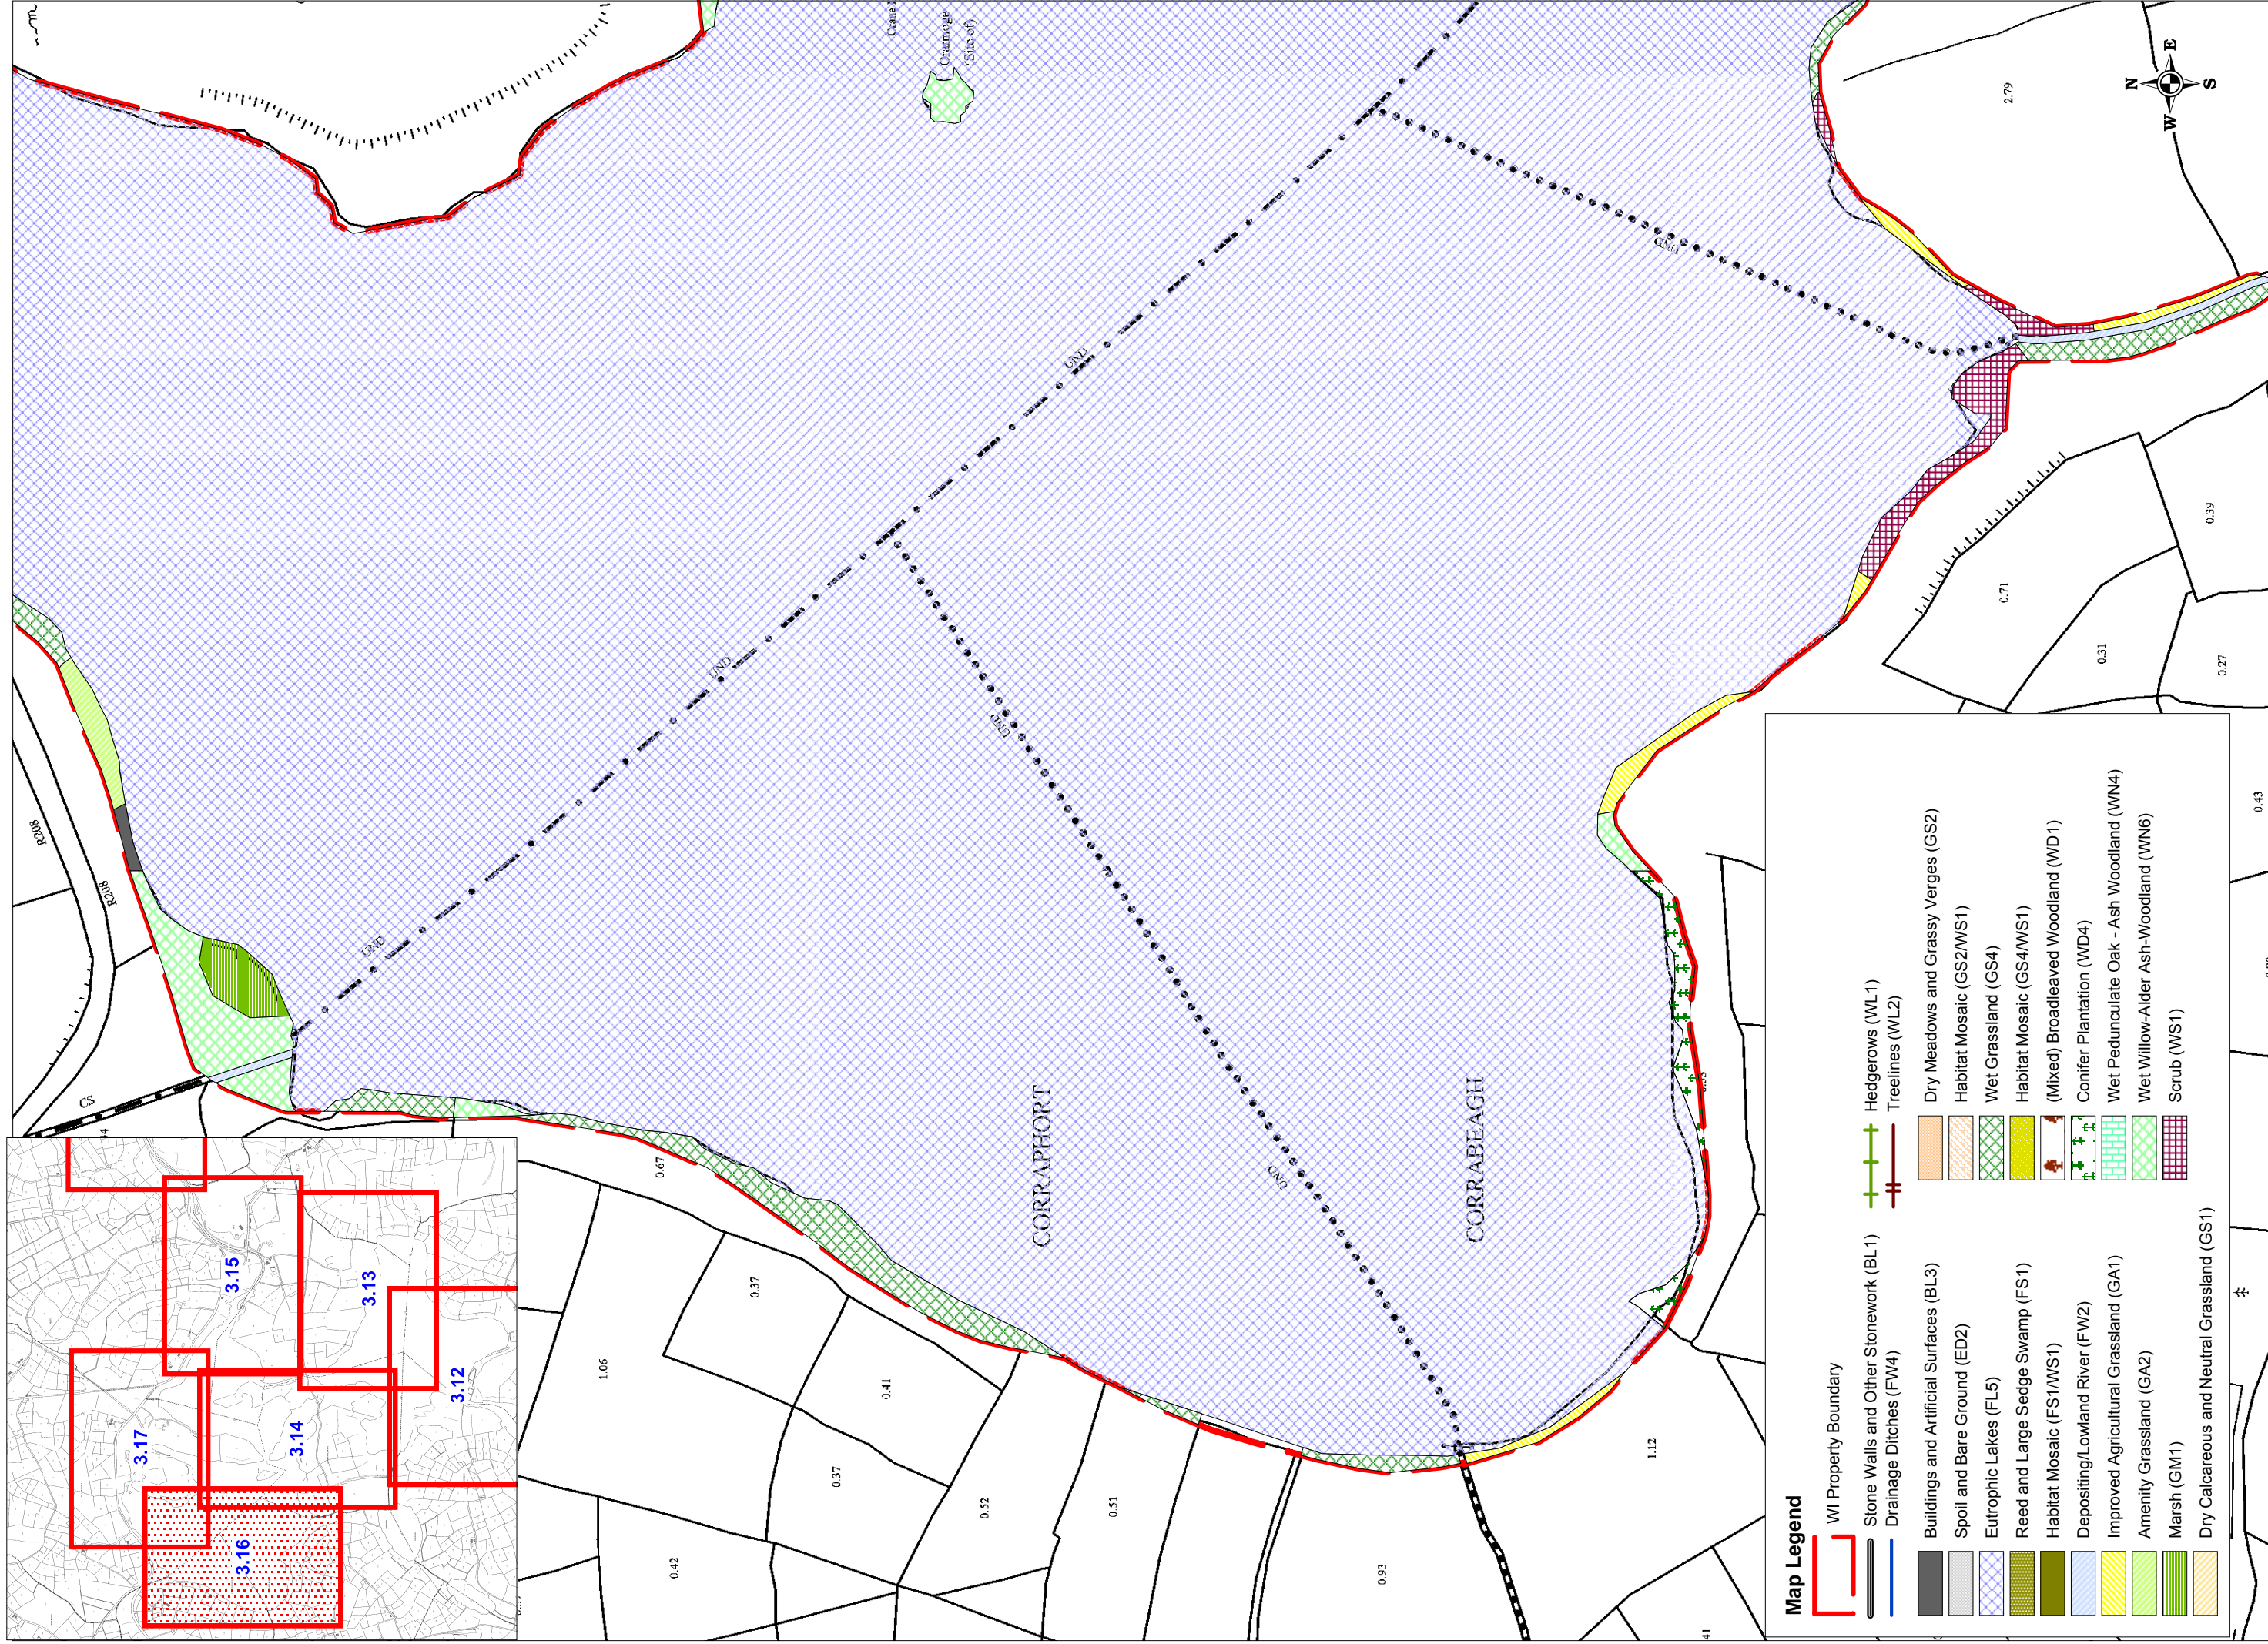 Crannoge
(Site of)
R208
R208
CS
UND
UND
UND
UND
UND
UND
CORRAPHORT
CORRABEAGH
N
E
S
W
2.79
0.39
0.71
0.31
0.27
0.43
0.67
1.06
0.37
0.41
0.37
0.52
0.42
0.51
0.93
1.12
41
3.17
3.15
3.14
3.13
3.12
3.16
Map Legend
WI Property Boundary
Stone Walls and Other Stonework (BL1)
Drainage Ditches (FW4)
Hedgerows (WL1)
Treelines (WL2)
Buildings and Artificial Surfaces (BL3)
Spoil and Bare Ground (ED2)
Eutrophic Lakes (FL5)
Reed and Large Sedge Swamp (FS1)
Habitat Mosaic (FS1/WS1)
Depositing/Lowland River (FW2)
Improved Agricultural Grassland (GA1)
Amenity Grassland (GA2)
Marsh (GM1)
Dry Calcareous and Neutral Grassland (GS1)
Dry Meadows and Grassy Verges (GS2)
Habitat Mosaic (GS2/WS1)
Wet Grassland (GS4)
Habitat Mosaic (GS4/WS1)
(Mixed) Broadleaved Woodland (WD1)
Conifer Plantation (WD4)
Wet Pedunculate Oak - Ash Woodland (WN4)
Wet Willow-Alder Ash-Woodland (WN6)
Scrub (WS1)